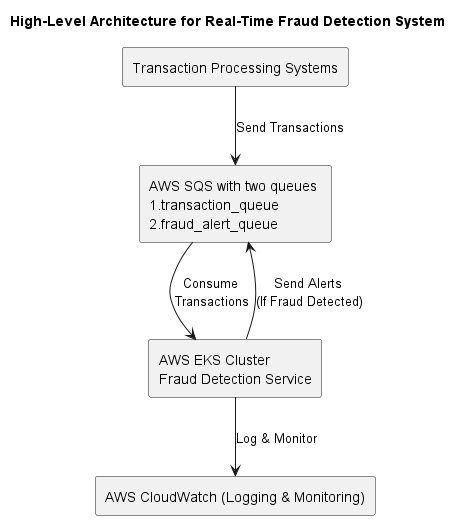 High-Level Architecture for Real-Time Fraud Detection System
Transaction Processing Systems
Send Transactions
AWS SQS with two queues
1.transaction_queue
2.fraud_alert_queue
Consume
Transactions
Send Alerts
(If Fraud Detected)
AWS EKS Cluster
Fraud Detection Service
Log & Monitor
AWS CloudWatch (Logging & Monitoring)